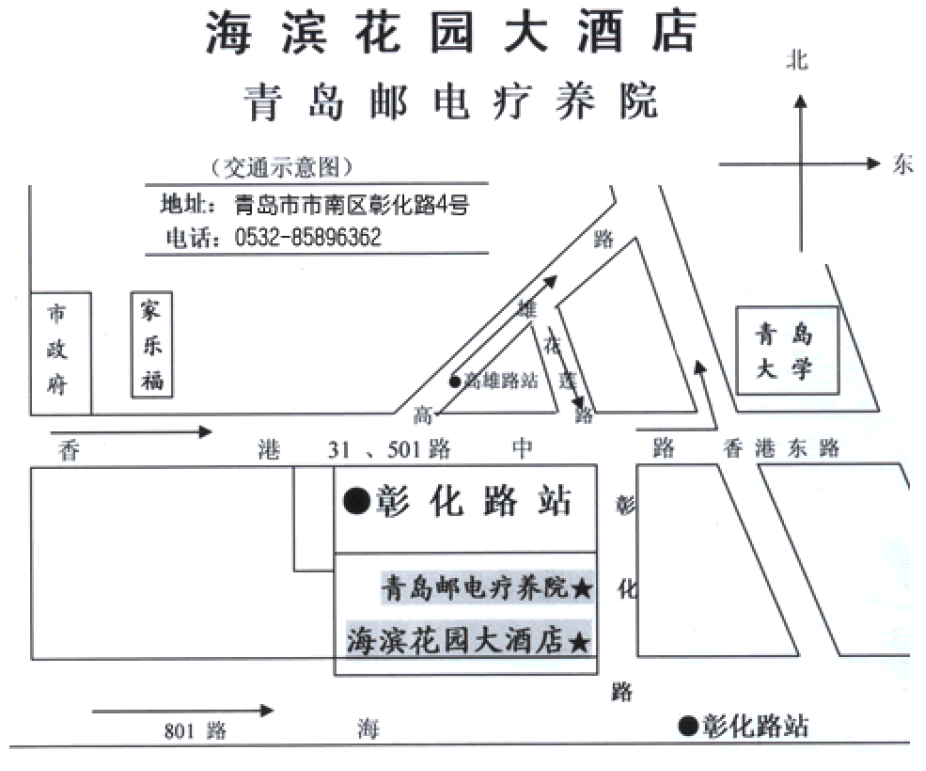 海滨花园大酒店
青岛邮电疗养院
北
东
（交通示意图）
地址：青岛市市南区彰化路4号
电话：0532-85896362
市政府
家乐福
高雄路
花莲路
●高雄路站
青岛
大学
香港中路
31、501路
香港东路
●彰化路站
彰化路
青岛邮电疗养院★
海滨花园大酒店★
801路
海
●彰化路站